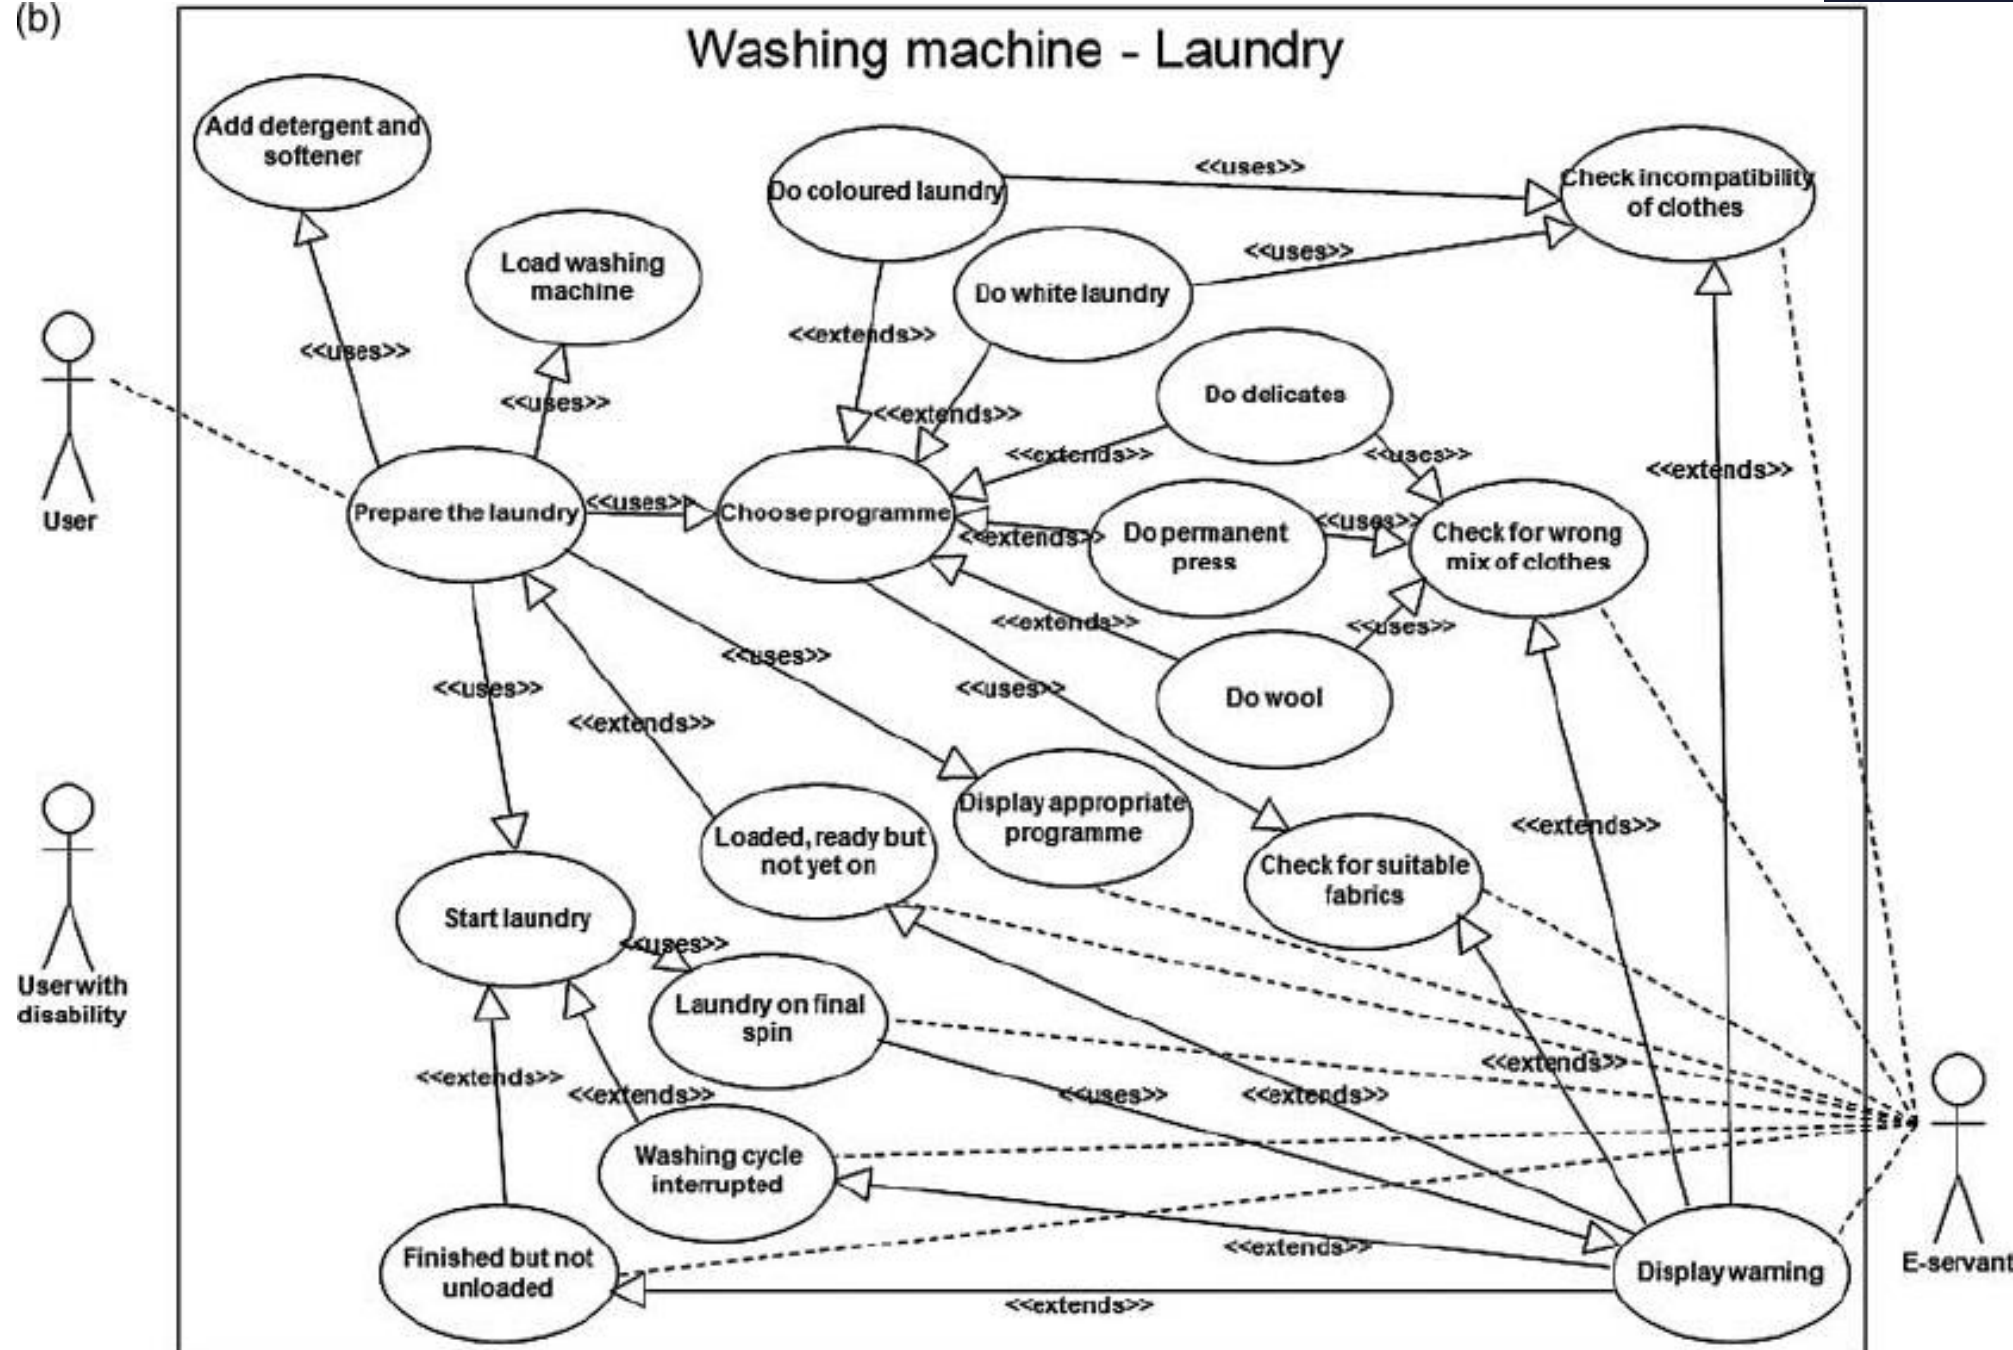 (b)
Washing machine - Laundry
Add detergent and
softener
Do coloured laundry
<<uses>>
Check incompatibility
of clothes
Load washing
machine
<<uses>>
Do white laundry
<<extends>>
<<uses>>
<<uses>>
Do delicates
<<extends>>
<<extends>>
<<uses>>
<<extends>>
User
Prepare the laundry
<<uses>>
Choose programme
<<extends>>
Do permanent
press
<<uses>>
Check for wrong
mix of clothes
<<extends>>
<<uses>>
<<uses>>
<<uses>>
<<uses>>
Do wool
<<extends>>
Display appropriate
programme
Loaded, ready but
not yet on
<<extends>>
Check for suitable
fabrics
Start laundry
<<uses>>
User with
disability
Laundry on final
spin
<<extends>>
<<extends>>
<<extends>>
<<uses>>
<<extends>>
Washing cycle
interrupted
Finished but not
unloaded
<<extends>>
Display warning
E-servant
<<extends>>